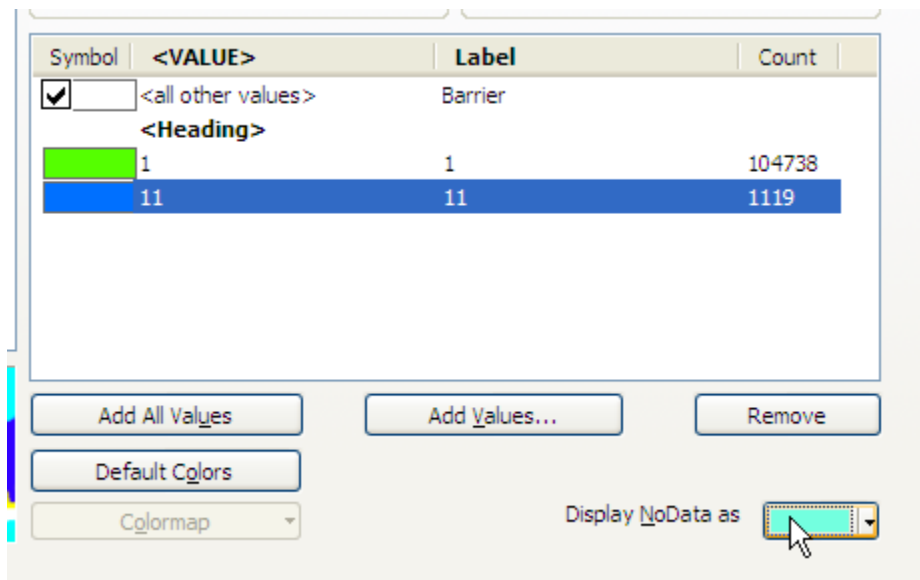 Symbol <VALUE> Label Count
<all other values> Barrier
<Heading>
1 1 104738
11 11 1119
Add All Values Add Values... Remove
Default Colors
Colormap Display NoData as